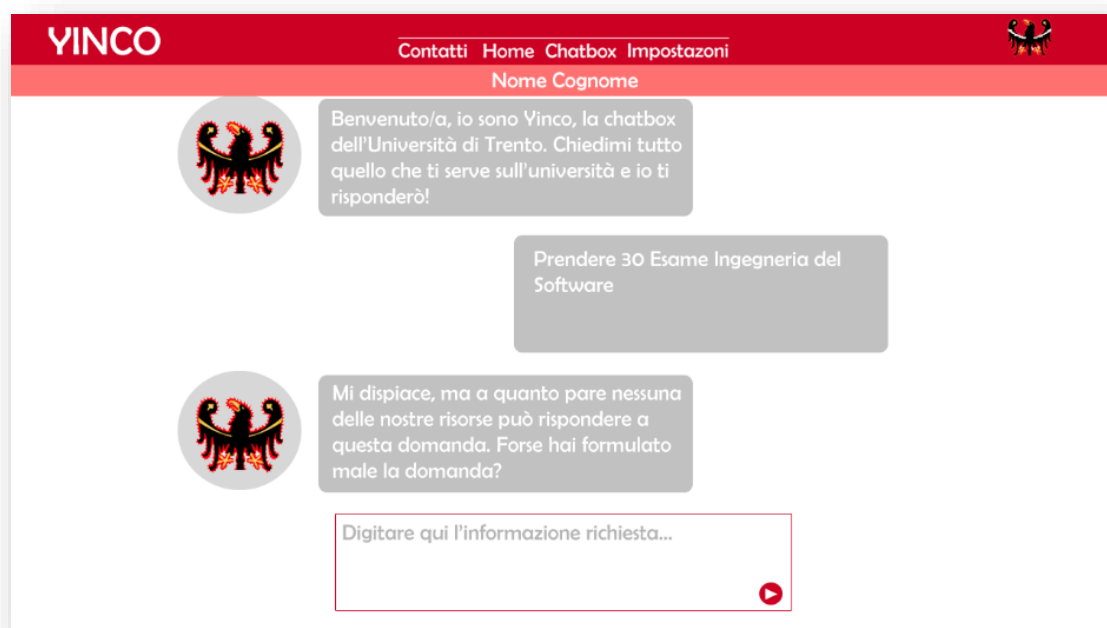 YINCO
Contatti Home Chatbox Impostazoni
Nome Cognome
Benvenuto/a, io sono Yinco, la chatbox
dell'Università di Trento. Chiedimi tutto
quello che ti serve sull'università e io ti
risponderò!
Prendere 30 Esame Ingegneria del
Software
Mi dispiace, ma a quanto pare nessuna
delle nostre risorse può rispondere a
questa domanda. Forse hai formulato
male la domanda?
Digitare qui l'informazione richiesta...